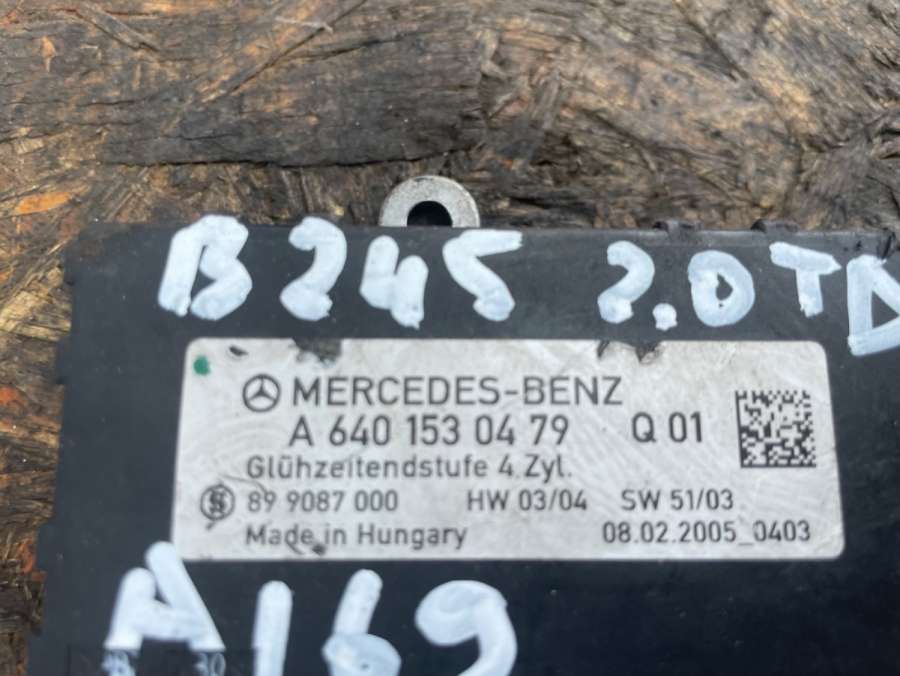 B245 2.0TD
MERCEDES-BENZ
A 640 153 04 79 Q 01
Glühzeitendstufe 4.Zyl.
89 9087 000 HW 03/04 SW 51/03
Made in Hungary 08.02.2005_0403
A169